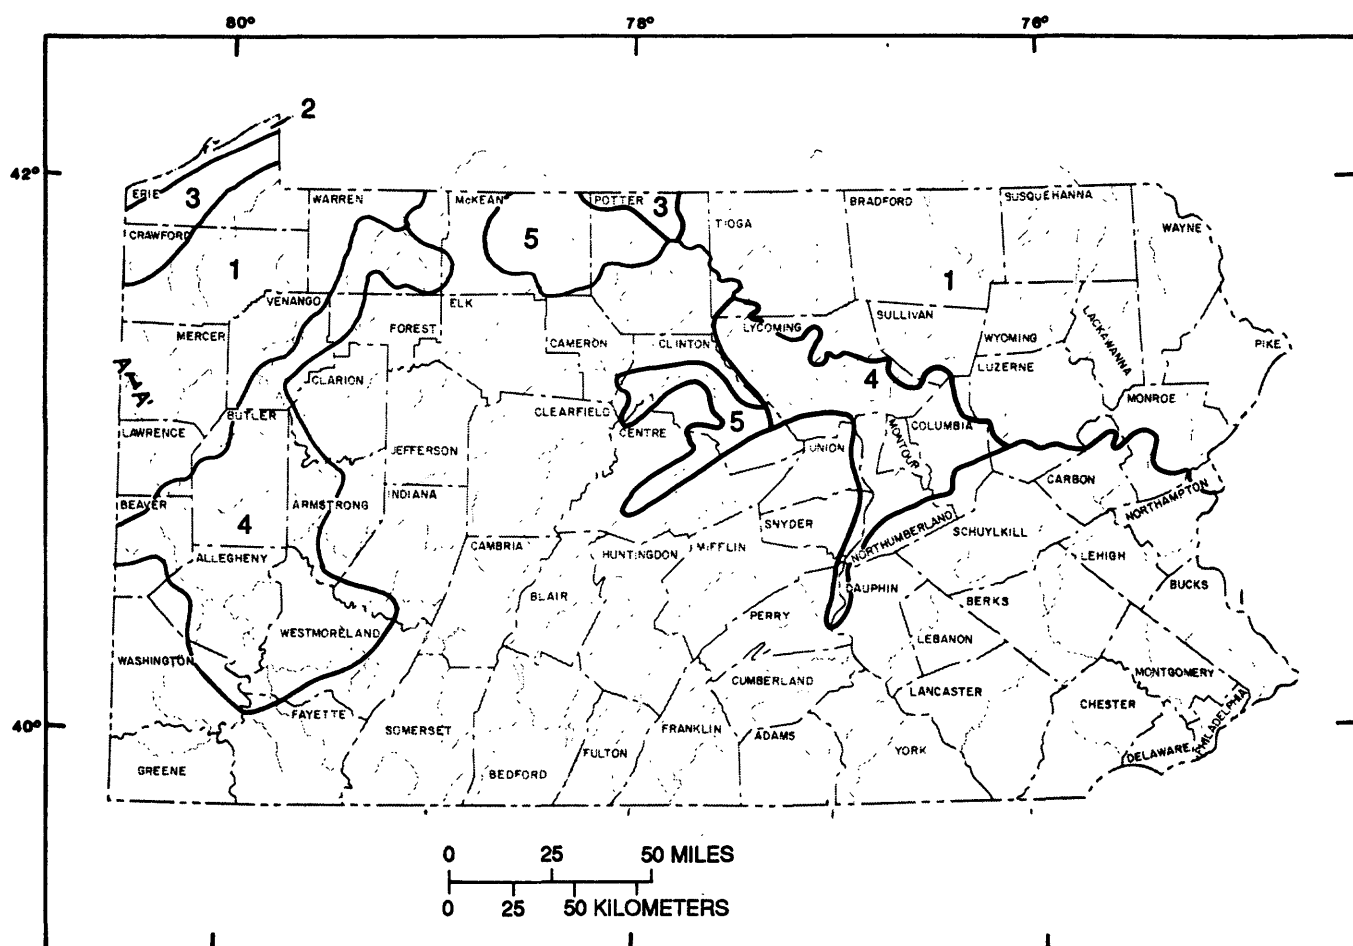 80° 78° 76°
2
42°
ERIE 3 WARREN McKEAN POTTER 3 BRADFORD SUSQUEHANNA
TIOGA WAYNE
CRAWFORD 5
1 1
VENANGO ELK SULLIVAN
MERCER FOREST CAMERON CLINTON LYCOMING WYOMING LACKAWANNA PIKE
A A' CLARION 4 LUZERNE
BUTLER CLEARFIELD MONROE
LAWRENCE CENTRE 5 COLUMBIA
JEFFERSON UNION MONTOUR
BEAVER ARMSTRONG INDIANA CARBON NORTHAMPTON
4 SNYDER NORTHUMBERLAND SCHUYLKILL
ALLEGHENY CAMBRIA HUNTINGDON MIFFLIN LEHIGH
BLAIR DAUPHIN BERKS BUCKS
WESTMORELAND PERRY LEBANON
WASHINGTON CUMBERLAND MONTGOMERY
LANCASTER CHESTER PHILADELPHIA
40° FAYETTE SOMERSET FRANKLIN ADAMS YORK
GREENE BEDFORD FULTON DELAWARE
0 25 50 MILES
0 25 50 KILOMETERS